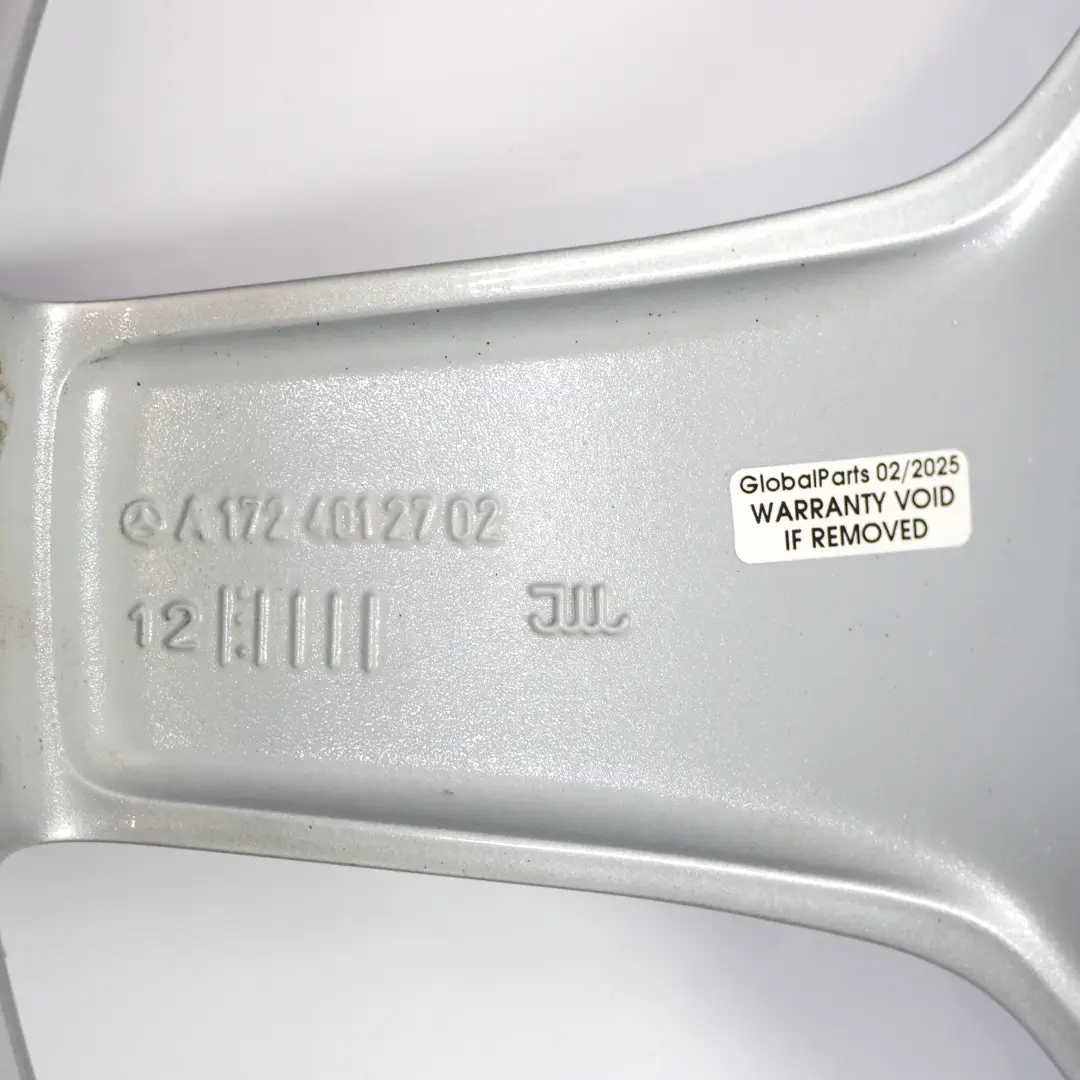 A 172 401 27 02
12
GlobalParts 02/2025
WARRANTY VOID
IF REMOVED